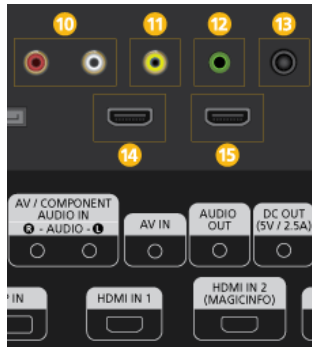 10 11 12 13
14 15
AV / COMPONENT
AUDIO IN
R - AUDIO - L
AV IN
AUDIO
OUT
DC OUT
(5V / 2.5A)
P IN
HDMI IN 1
HDMI IN 2
(MAGICINFO)